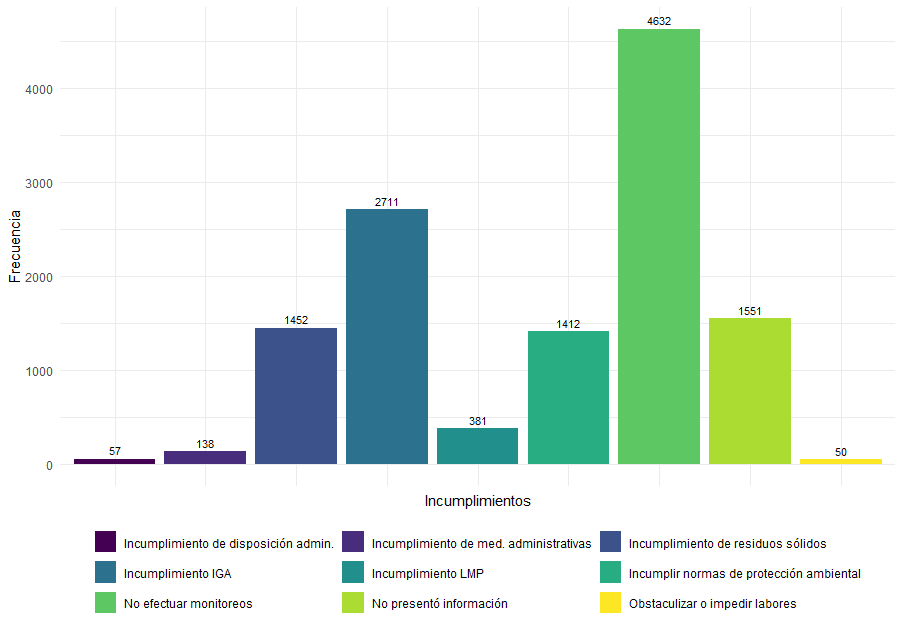 4632
4000
3000
2711
2000
1551
1452
1412
1000
381
138
57
50
0
Frecuencia
Incumplimientos
Incumplimiento de disposición admin.
Incumplimiento de med. administrativas
Incumplimiento de residuos sólidos
Incumplimiento IGA
Incumplimiento LMP
Incumplir normas de protección ambiental
No efectuar monitoreos
No presentó información
Obstaculizar o impedir labores